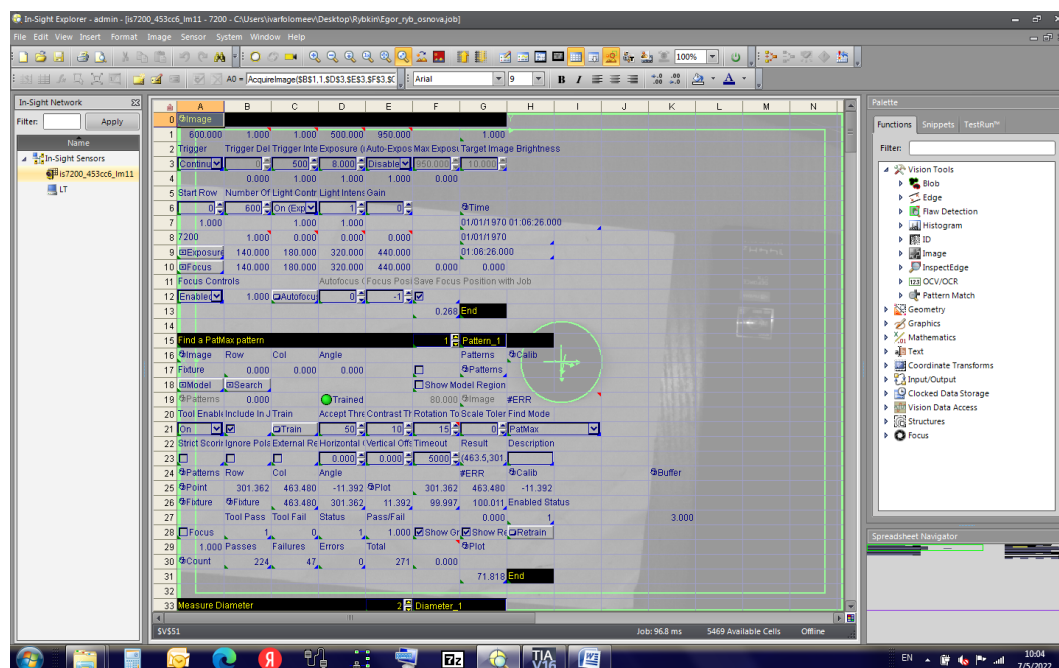 In-Sight Explorer - admin - [is7200_453cc6_lm11 - 7200 - C:\Users\ivarfolomeev\Desktop\Rybkin\Egor_ryb_osnova.job]
File Edit View Insert Format Image Sensor System Window Help
100%
A0 = AcquireImage($B$1,1,$D$3,$E$3,$F$3,$G Arial 9 B I A
In-Sight Network
Filter: Apply
Name
In-Sight Sensors
is7200_453cc6_lm11
LT
A B C D E F G H I J K L M N
0 Image
1 600.000 1.000 1.000 500.000 950.000 1.000
2 Trigger Trigger Del Trigger Inte Exposure ( Auto-Expos Max Exposu Target Image Brightness
3 Continu 0 500 8.000 Disable 950.000 10.000
4 0.000 1.000 1.000 1.000 0.000
5 Start Row Number Of Light Contr Light Intens Gain
6 0 600 On (Exp 1 0 Time
7 1.000 1.000 1.000 01/01/1970 01:06:26.000
8 7200 1.000 0.000 0.000 0.000 01/01/1970
9 Exposur 140.000 180.000 320.000 440.000 01:06:26.000
10 Focus 140.000 180.000 320.000 440.000 0.000 0.000
11 Focus Controls Autofocus ( Focus Posi Save Focus Position with Job
12 Enabled 1.000 Autofocu 0 -1
13 0.268 End
14
15 Find a PatMax pattern 1 Pattern_1
16 Image Row Col Angle Patterns Calib
17 Fixture 0.000 0.000 0.000 Patterns
18 Model Search Show Model Region
19 Patterns 0.000 Trained 80.000 Image #ERR
20 Tool Enabl Include In J Train Accept Thr Contrast Th Rotation To Scale Toler Find Mode
21 On Train 50 10 15 0 PatMax
22 Strict Scori Ignore Pola External Re Horizontal ( Vertical Offs Timeout Result Description
23 0.000 0.000 5000 (463.5,301
24 Patterns Row Col Angle #ERR Calib Buffer
25 Point 301.362 463.480 -11.392 Plot 301.362 463.480 -11.392
26 Fixture Fixture 463.480 301.362 11.392 99.997 100.011 Enabled Status
27 Tool Pass Tool Fail Status Pass/Fail 0.000 1 3.000
28 Focus 1 0 1 1.000 Show Gr Show Re Retrain
29 1.000 Passes Failures Errors Total Plot
30 Count 224 47 0 271 0.000
31 71.818 End
32
33 Measure Diameter 2 Diameter_1
$V$51 Job: 96.8 ms 5469 Available Cells Offline
Palette
Functions Snippets TestRun™
Filter:
Vision Tools
Blob
Edge
Flaw Detection
Histogram
ID
Image
InspectEdge
123 OCV/OCR
Pattern Match
Geometry
Graphics
Mathematics
Text
Coordinate Transforms
Input/Output
Clocked Data Storage
Vision Data Access
Structures
Focus
Spreadsheet Navigator
Я 7z TIA V16 EN 10:04
7/5/2022